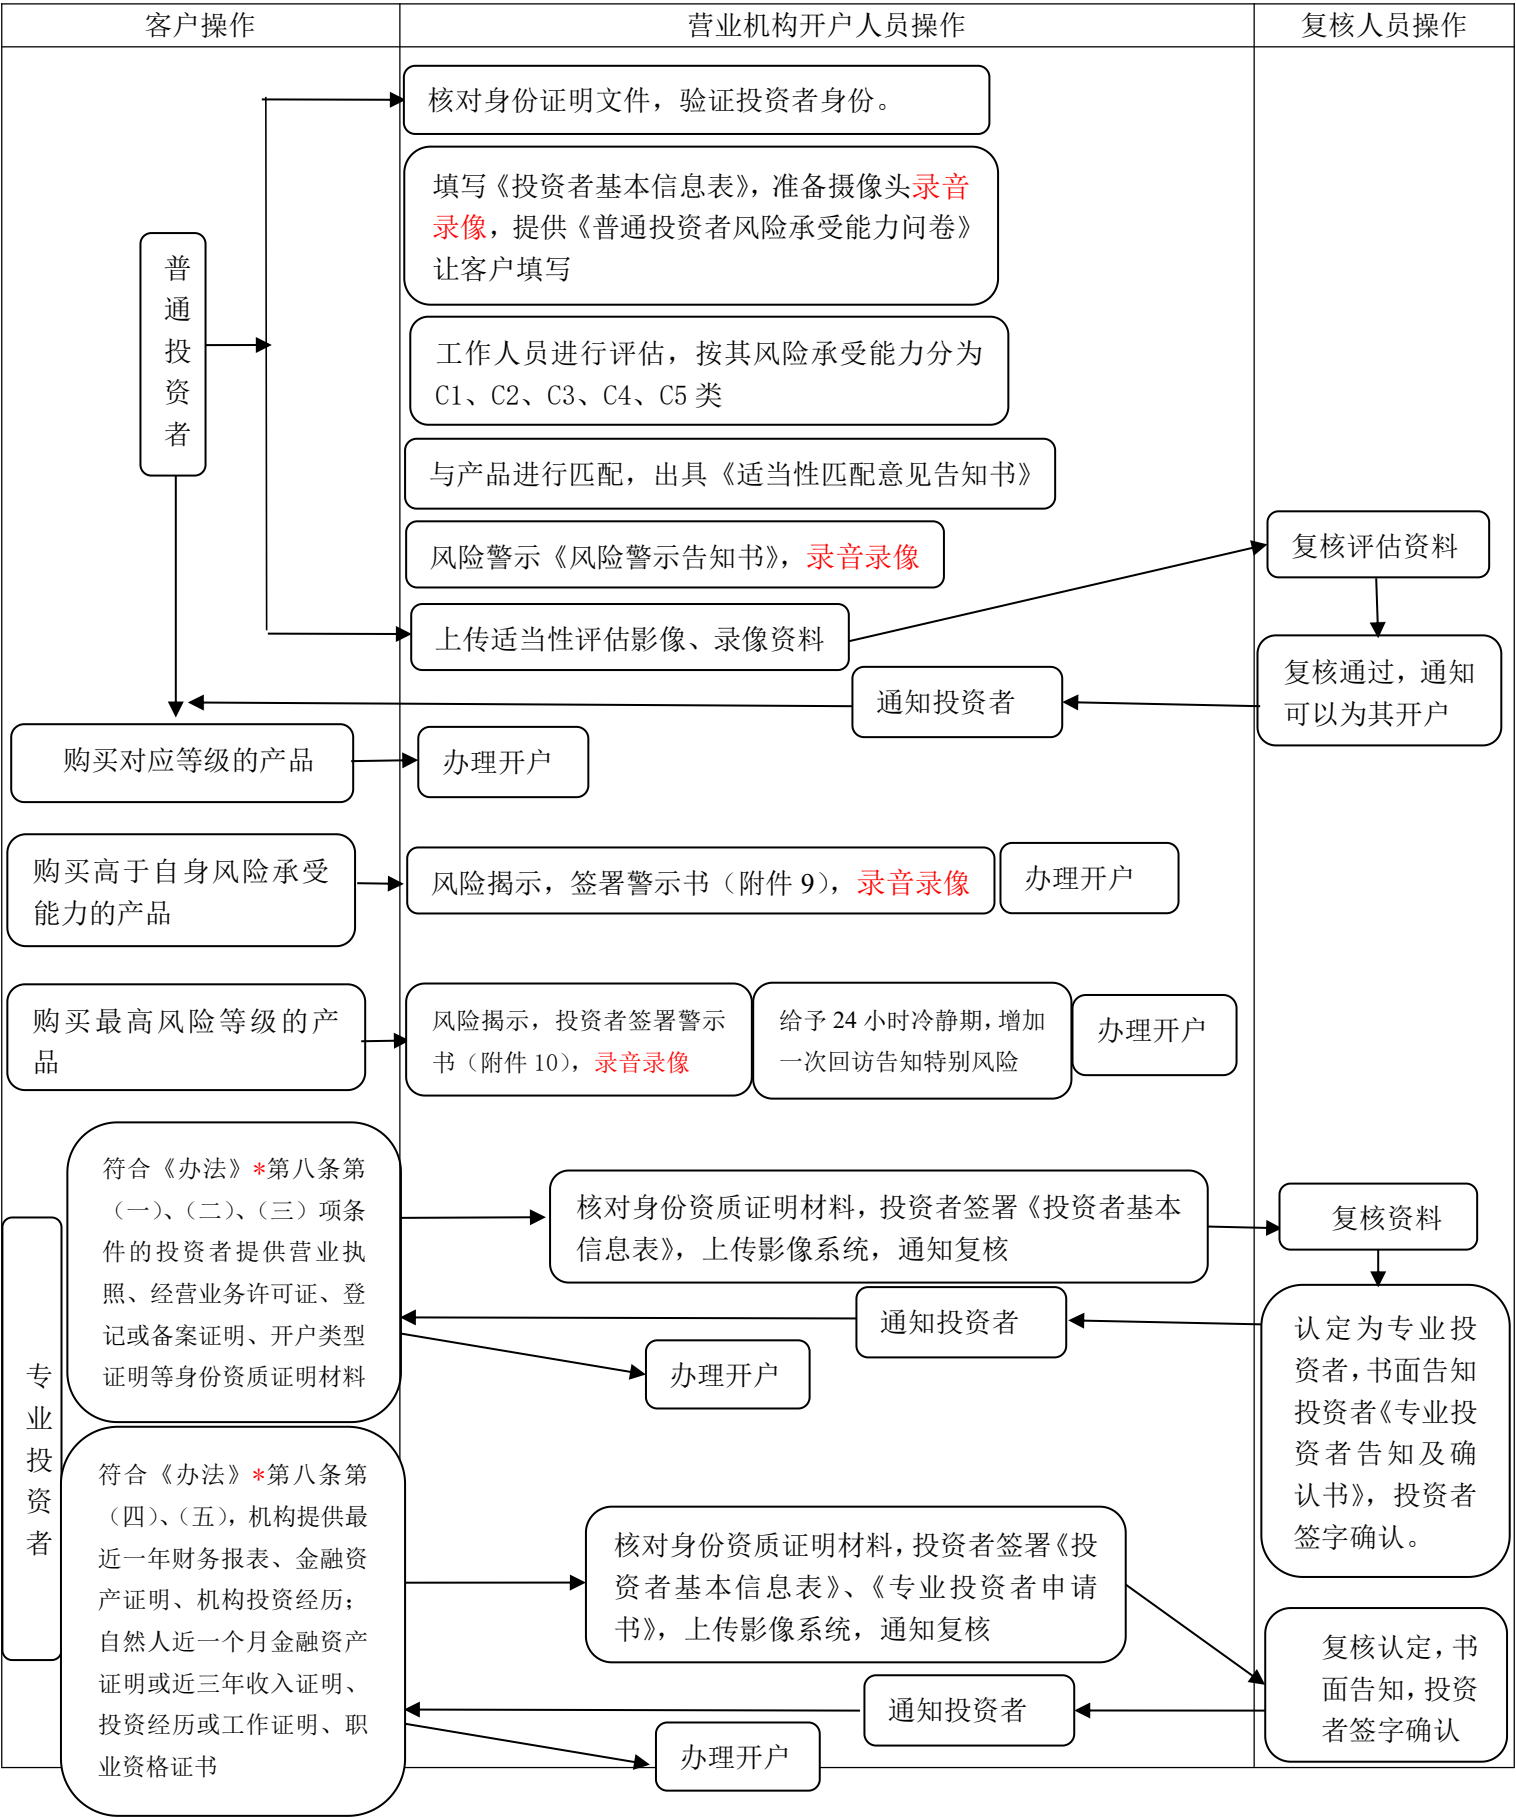 客户操作
营业机构开户人员操作
复核人员操作
核对身份证明文件，验证投资者身份。
填写《投资者基本信息表》，准备摄像头录音
录像，提供《普通投资者风险承受能力问卷》
让客户填写
普
通
投
资
者
工作人员进行评估，按其风险承受能力分为
C1、C2、C3、C4、C5 类
与产品进行匹配，出具《适当性匹配意见告知书》
风险警示《风险警示告知书》，录音录像
复核评估资料
上传适当性评估影像、录像资料
复核通过，通知
可以为其开户
通知投资者
购买对应等级的产品
办理开户
购买高于自身风险承受
能力的产品
风险揭示，签署警示书（附件 9），录音录像
办理开户
购买最高风险等级的产
品
风险揭示，投资者签署警示
书（附件 10），录音录像
给予 24 小时冷静期，增加
一次回访告知特别风险
办理开户
专
业
投
资
者
符合《办法》*第八条第
（一）、（二）、（三）项条
件的投资者提供营业执
照、经营业务许可证、登
记或备案证明、开户类型
证明等身份资质证明材料
核对身份资质证明材料，投资者签署《投资者基本
信息表》，上传影像系统，通知复核
复核资料
通知投资者
办理开户
认定为专业投
资者，书面告知
投资者《专业投
资者告知及确
认书》，投资者
签字确认。
符合《办法》*第八条第
（四）、（五），机构提供最
近一年财务报表、金融资
产证明、机构投资经历；
自然人近一个月金融资产
证明或近三年收入证明、
投资经历或工作证明、职
业资格证书
核对身份资质证明材料，投资者签署《投
资者基本信息表》、《专业投资者申请
书》，上传影像系统，通知复核
复核认定，书
面告知，投资
者签字确认
通知投资者
办理开户